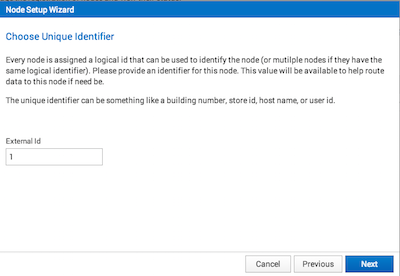 Node Setup Wizard
Choose Unique Identifier
Every node is assigned a logical id that can be used to identify the node (or mutilple nodes if they have the
same logical identifier). Please provide an identifier for this node. This value will be available to help route
data to this node if need be.
The unique identifier can be something like a building number, store id, host name, or user id.
External Id
1
Cancel
Previous
Next